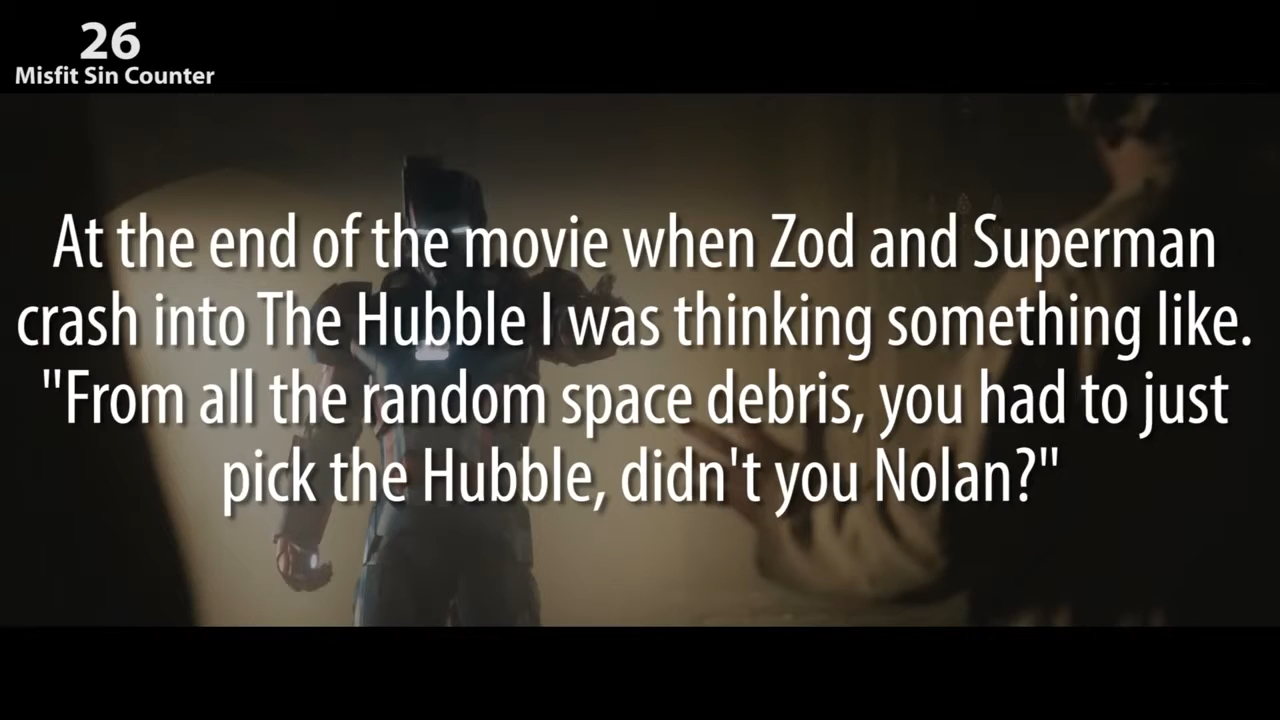 26
Misfit Sin Counter
At the end of the movie when Zod and Superman
crash into The Hubble I was thinking something like.
"From all the random space debris, you had to just
pick the Hubble, didn't you Nolan?"